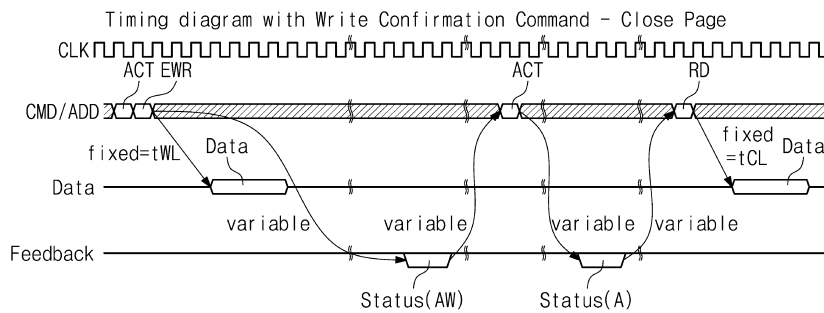 Timing diagram with Write Confirmation Command - Close Page
CLK
ACT EWR ACT RD
CMD/ADD
fixed=tWL Data fixed
=tCL Data
Data
variable variable variable variable
Feedback
Status(AW) Status(A)